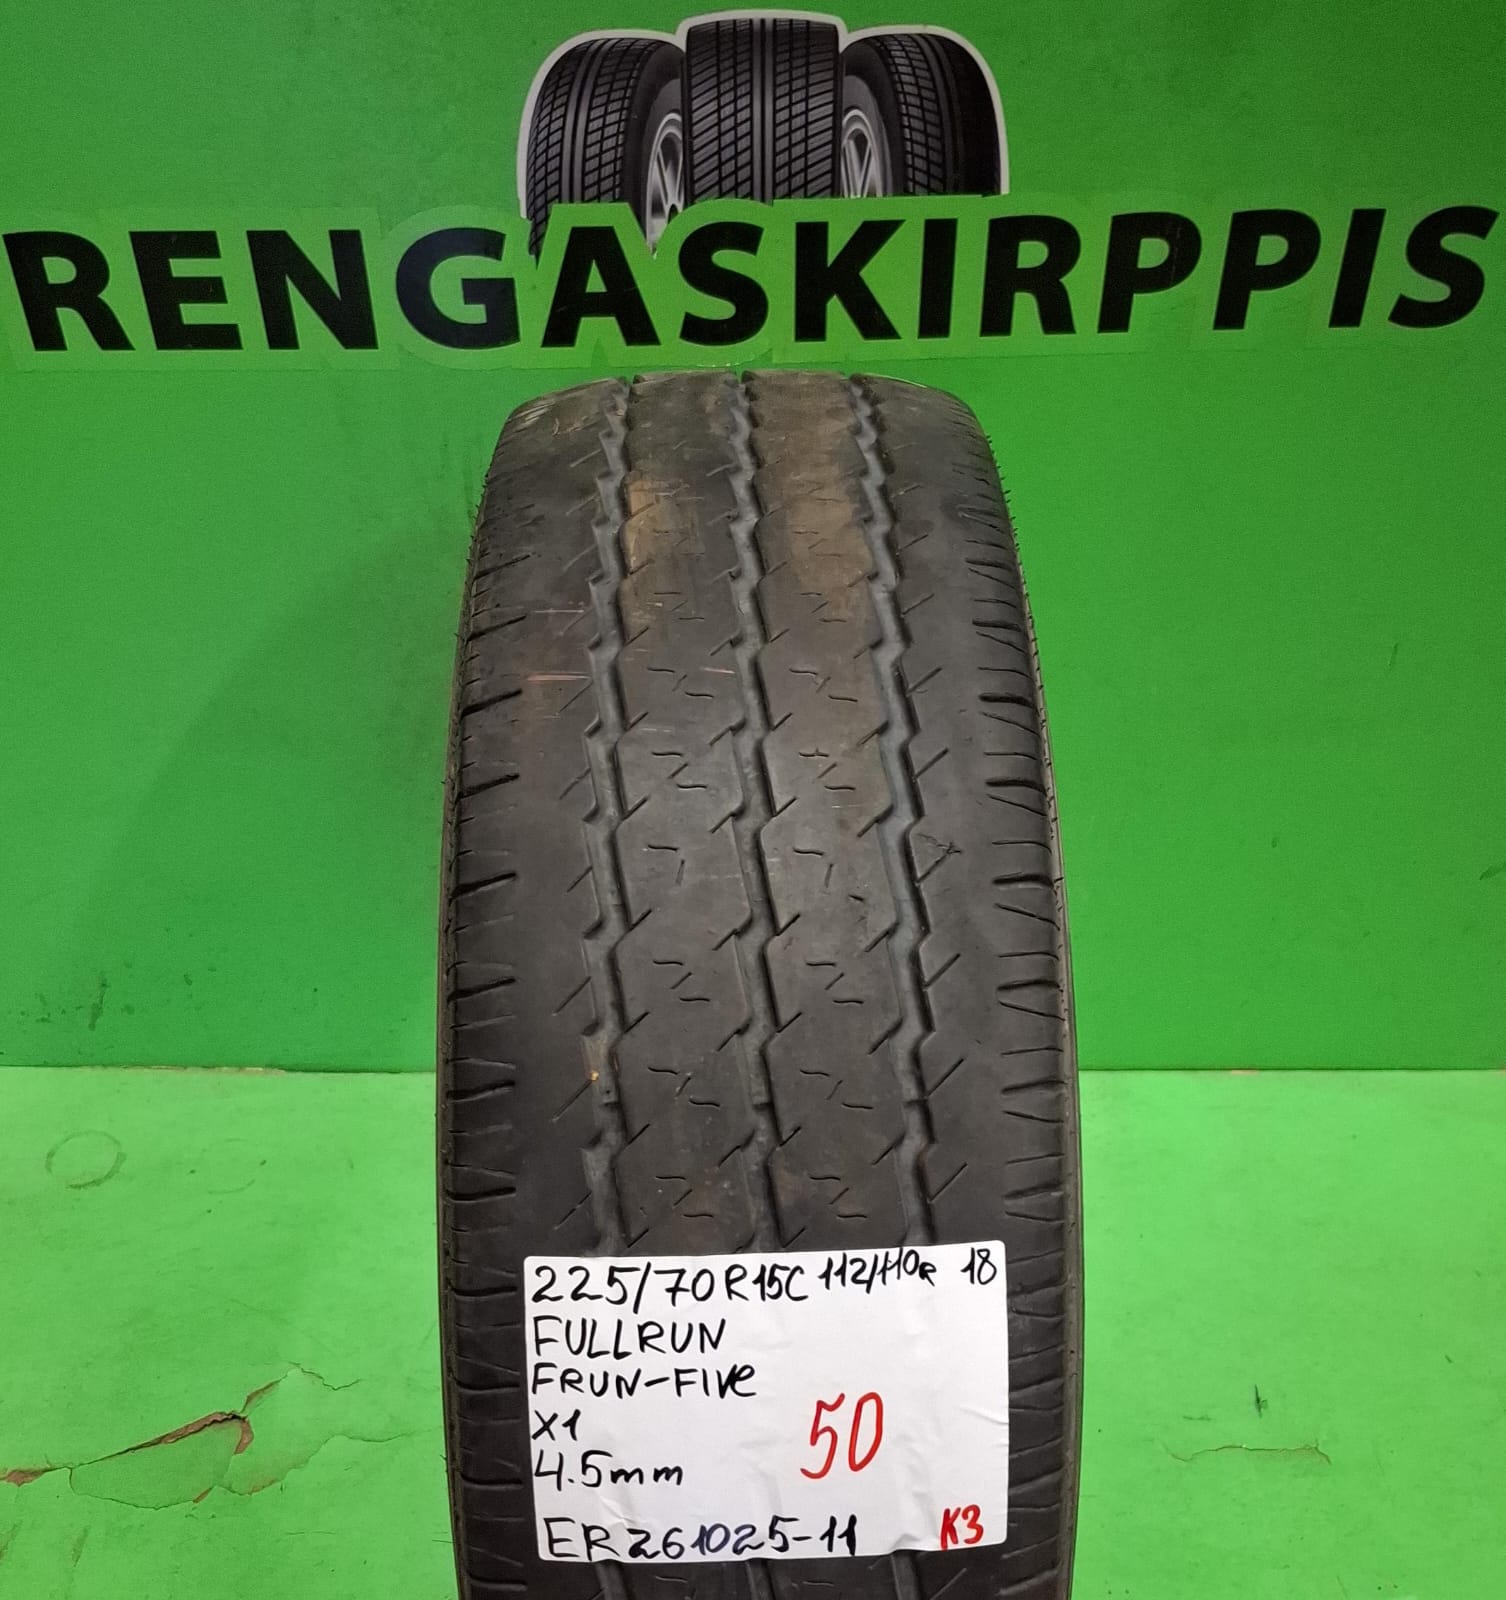 RENGASKIRPPIS
225/70R15C 112/110R 18
FULLRUN
FRUN-FIVE
X1
50
4.5mm
ER261025-11 K3